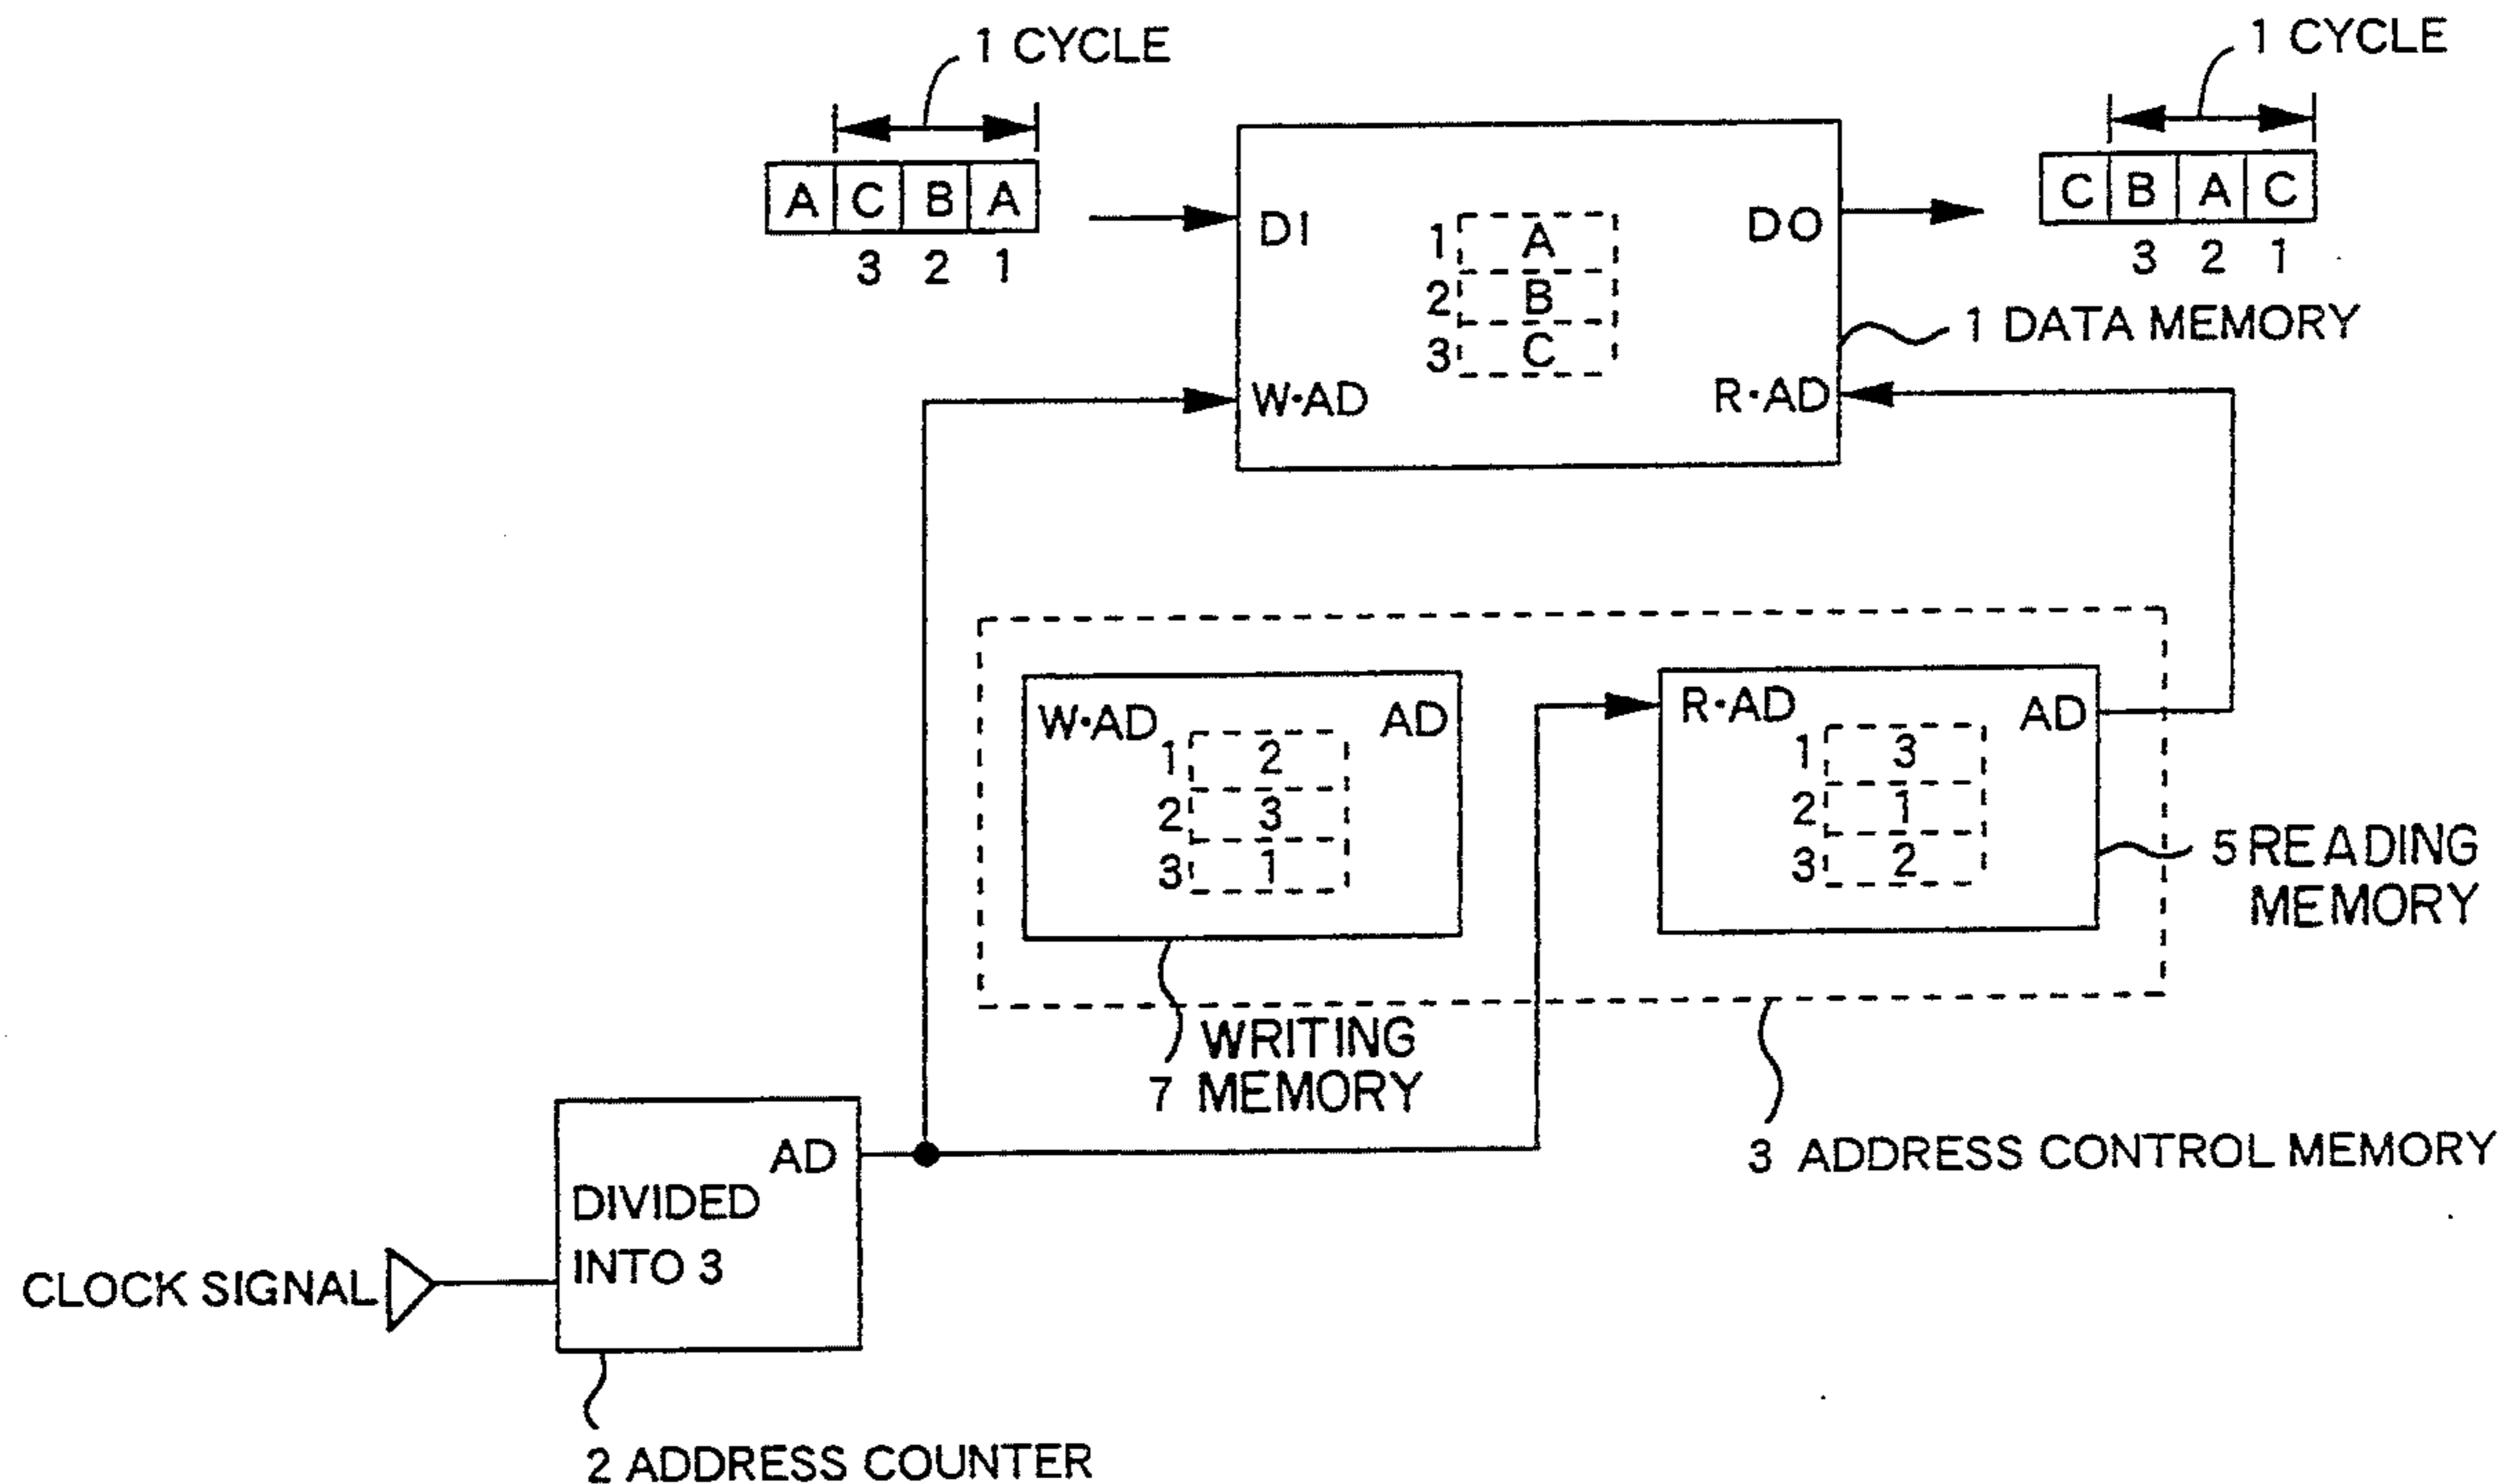 1 CYCLE
1 CYCLE
A C B A
3 2 1
C B A C
3 2 1
DI
DO
1 A
2 B
3 C
1 DATA MEMORY
W·AD
R·AD
W·AD
AD
1 2
2 3
3 1
R·AD
AD
1 3
2 1
3 2
5 READING
MEMORY
WRITING
7 MEMORY
3 ADDRESS CONTROL MEMORY
AD
DIVIDED
INTO 3
CLOCK SIGNAL
2 ADDRESS COUNTER